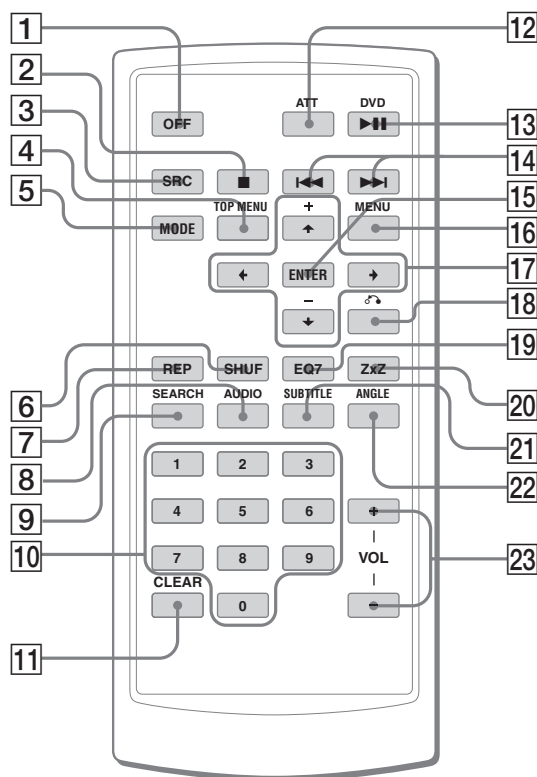 1
2
3
4
5
6
7
8
9
10
11
12
13
14
15
16
17
18
19
20
21
22
23
ATT DVD
OFF
SRC
TOP MENU + MENU
MODE
ENTER
–
REP SHUF EQ7 ZxZ
SEARCH AUDIO SUBTITLE ANGLE
1 2 3
4 5 6 +
7 8 9 VOL
CLEAR
0 –